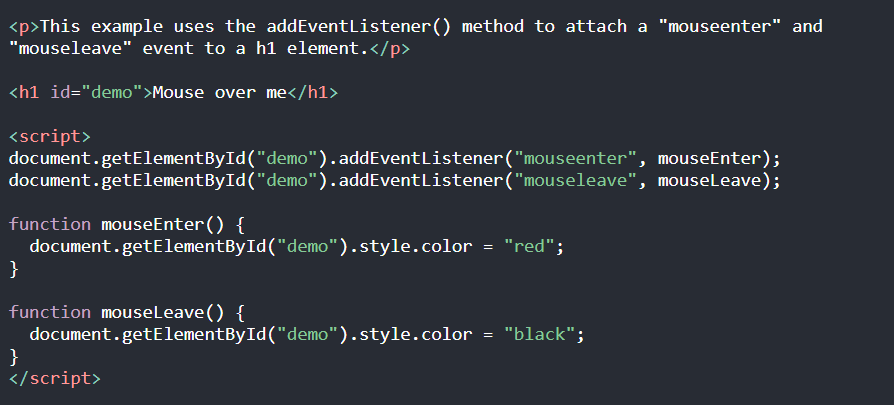 <p>This example uses the addEventListener() method to attach a "mouseenter" and
"mouseleave" event to a h1 element.</p>
<h1 id="demo">Mouse over me</h1>
<script>
document.getElementById("demo").addEventListener("mouseenter", mouseEnter);
document.getElementById("demo").addEventListener("mouseleave", mouseLeave);
function mouseEnter() {
  document.getElementById("demo").style.color = "red";
}
function mouseLeave() {
  document.getElementById("demo").style.color = "black";
}
</script>